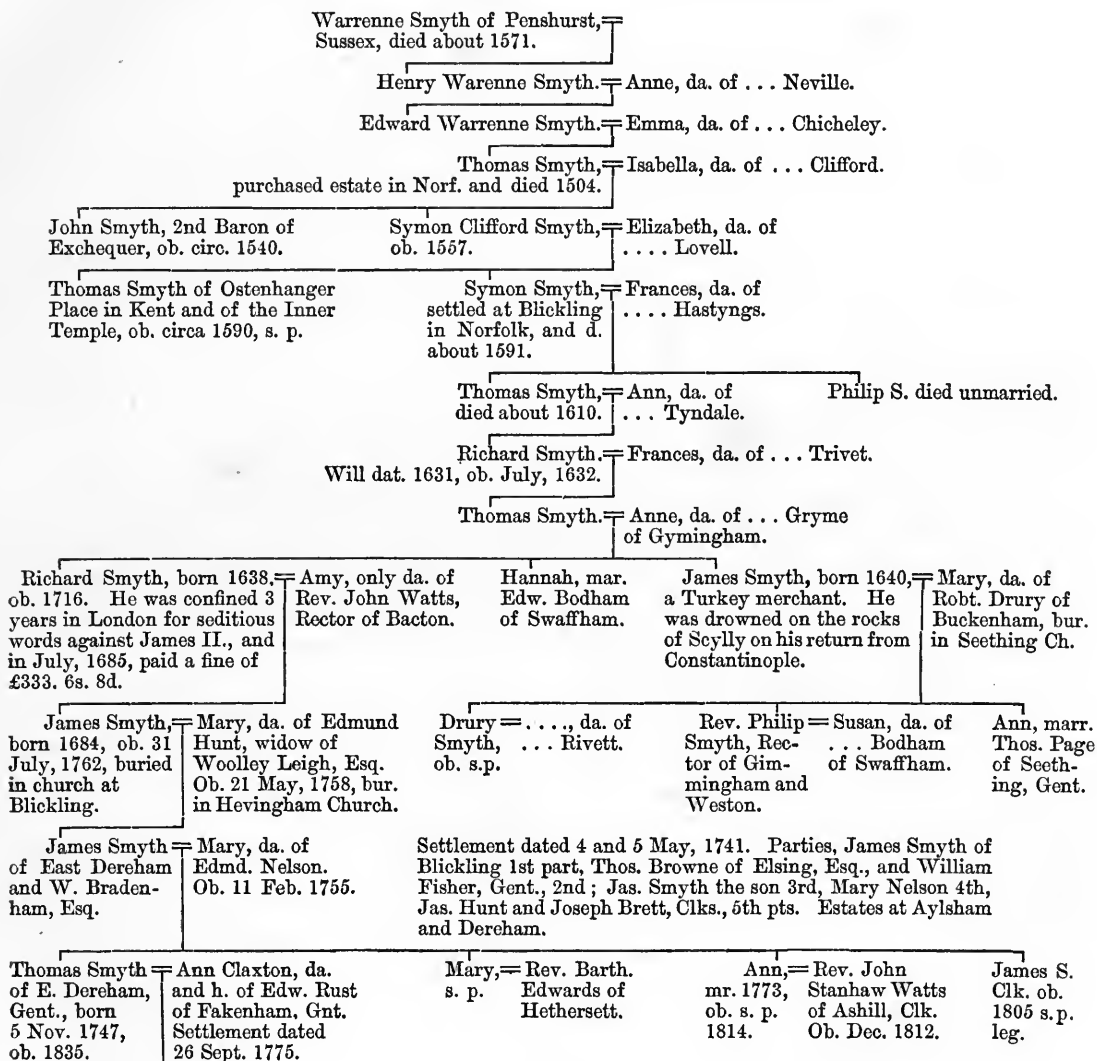 Warrenne Smyth of Penshurst,
Sussex, died about 1571.
Henry Warenne Smyth. Anne, da. of ... Neville.
Edward Warrenne Smyth. Emma, da. of ... Chicheley.
Thomas Smyth, Isabella, da. of ... Clifford.
purchased estate in Norf. and died 1504.
John Smyth, 2nd Baron of
Exchequer, ob. circ. 1540.
Symon Clifford Smyth,
ob. 1557.
Elizabeth, da. of
.... Lovell.
Thomas Smyth of Ostenhanger
Place in Kent and of the Inner
Temple, ob. circa 1590, s. p.
Symon Smyth,
settled at Blickling
in Norfolk, and d.
about 1591.
Frances, da. of
.... Hastyngs.
Thomas Smyth,
died about 1610.
Ann, da. of
... Tyndale.
Philip S. died unmarried.
Richard Smyth. Frances, da. of ... Trivet.
Will dat. 1631, ob. July, 1632.
Thomas Smyth. Anne, da. of ... Gryme
of Gymingham.
Richard Smyth, born 1638,
ob. 1716. He was confined 3
years in London for seditious
words against James II., and
in July, 1685, paid a fine of
£333. 6s. 8d.
Amy, only da. of
Rev. John Watts,
Rector of Bacton.
Hannah, mar.
Edw. Bodham
of Swaffham.
James Smyth, born 1640,
a Turkey merchant. He
was drowned on the rocks
of Scylly on his return from
Constantinople.
Mary, da. of
Robt. Drury of
Buckenham, bur.
in Seething Ch.
James Smyth,
born 1684, ob. 31
July, 1762, buried
in church at
Blickling.
Mary, da. of Edmund
Hunt, widow of
Woolley Leigh, Esq.
Ob. 21 May, 1758, bur.
in Hevingham Church.
Drury
Smyth,
ob. s.p.
...., da. of
... Rivett.
Rev. Philip
Smyth, Rec-
tor of Gim-
mingham and
Weston.
Susan, da. of
... Bodham
of Swaffham.
Ann, marr.
Thos. Page
of Seeth-
ing, Gent.
James Smyth
of East Dereham
and W. Braden-
ham, Esq.
Mary, da. of
Edmd. Nelson.
Ob. 11 Feb. 1755.
Settlement dated 4 and 5 May, 1741. Parties, James Smyth of
Blickling 1st part, Thos. Browne of Elsing, Esq., and William
Fisher, Gent., 2nd; Jas. Smyth the son 3rd, Mary Nelson 4th,
Jas. Hunt and Joseph Brett, Clks., 5th pts. Estates at Aylsham
and Dereham.
Thomas Smyth
of E. Dereham,
Gent., born
5 Nov. 1747,
ob. 1835.
Ann Claxton, da.
and h. of Edw. Rust
of Fakenham, Gnt.
Settlement dated
26 Sept. 1775.
Mary,
s. p.
Rev. Barth.
Edwards of
Hethersett.
Ann,
mr. 1773,
ob. s. p.
1814.
Rev. John
Stanhaw Watts
of Ashill, Clk.
Ob. Dec. 1812.
James S.
Clk. ob.
1805 s.p.
leg.